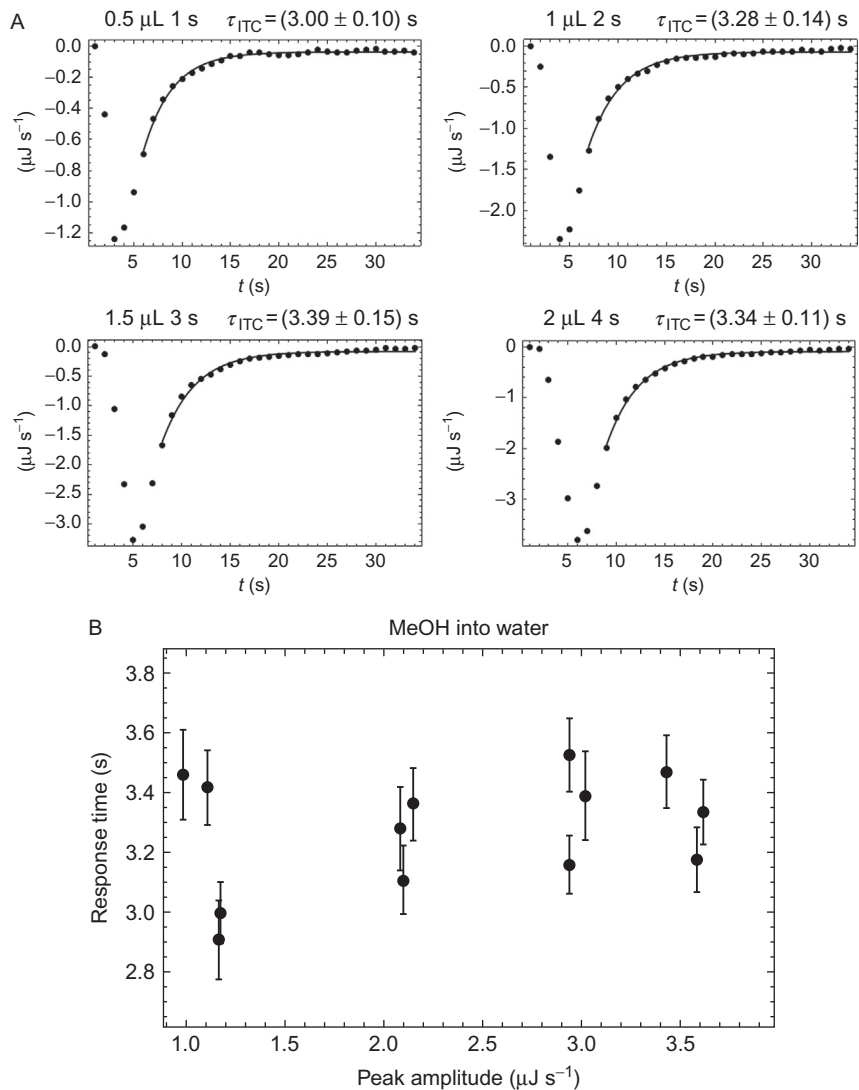 A
0.5 μL 1 s τITC = (3.00 ± 0.10) s
0.0
−0.2
−0.4
−0.6
−0.8
−1.0
−1.2
(μJ s⁻¹)
5 10 15 20 25 30
t (s)
1 μL 2 s τITC = (3.28 ± 0.14) s
0.0
−0.5
−1.0
−1.5
−2.0
(μJ s⁻¹)
5 10 15 20 25 30
t (s)
1.5 μL 3 s τITC = (3.39 ± 0.15) s
0.0
−0.5
−1.0
−1.5
−2.0
−2.5
−3.0
(μJ s⁻¹)
5 10 15 20 25 30
t (s)
2 μL 4 s τITC = (3.34 ± 0.11) s
0.0
−1
−2
−3
(μJ s⁻¹)
5 10 15 20 25 30
t (s)
B
MeOH into water
3.8
3.6
3.4
3.2
3.0
2.8
Response time (s)
1.0 1.5 2.0 2.5 3.0 3.5
Peak amplitude (μJ s⁻¹)